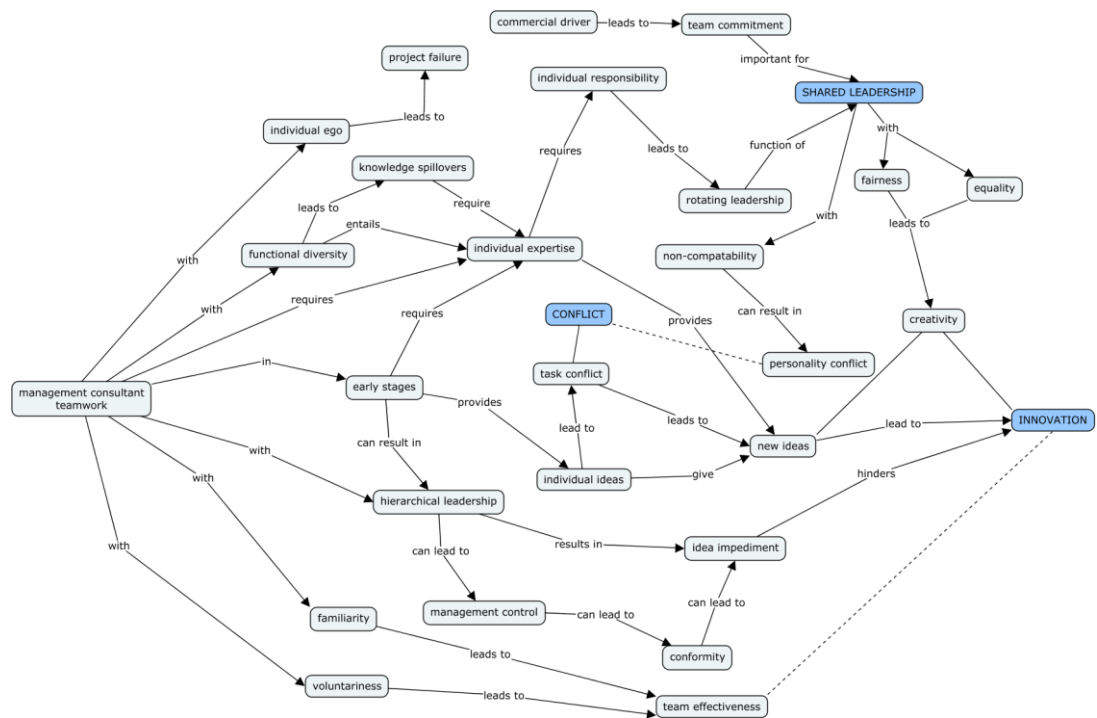 commercial driver
leads to
team commitment
project failure
important for
individual responsibility
SHARED LEADERSHIP
leads to
individual ego
with
function of
requires
leads to
knowledge spillovers
fairness
equality
rotating leadership
leads to
require
with
leads to
entails
individual expertise
functional diversity
non-compatability
with
requires
with
CONFLICT
can result in
requires
provides
creativity
in
personality conflict
task conflict
management consultant
teamwork
early stages
provides
leads to
lead to
INNOVATION
can result in
lead to
new ideas
with
individual ideas
give
hinders
with
hierarchical leadership
with
can lead to
results in
idea impediment
can lead to
management control
can lead to
familiarity
leads to
conformity
voluntariness
leads to
team effectiveness